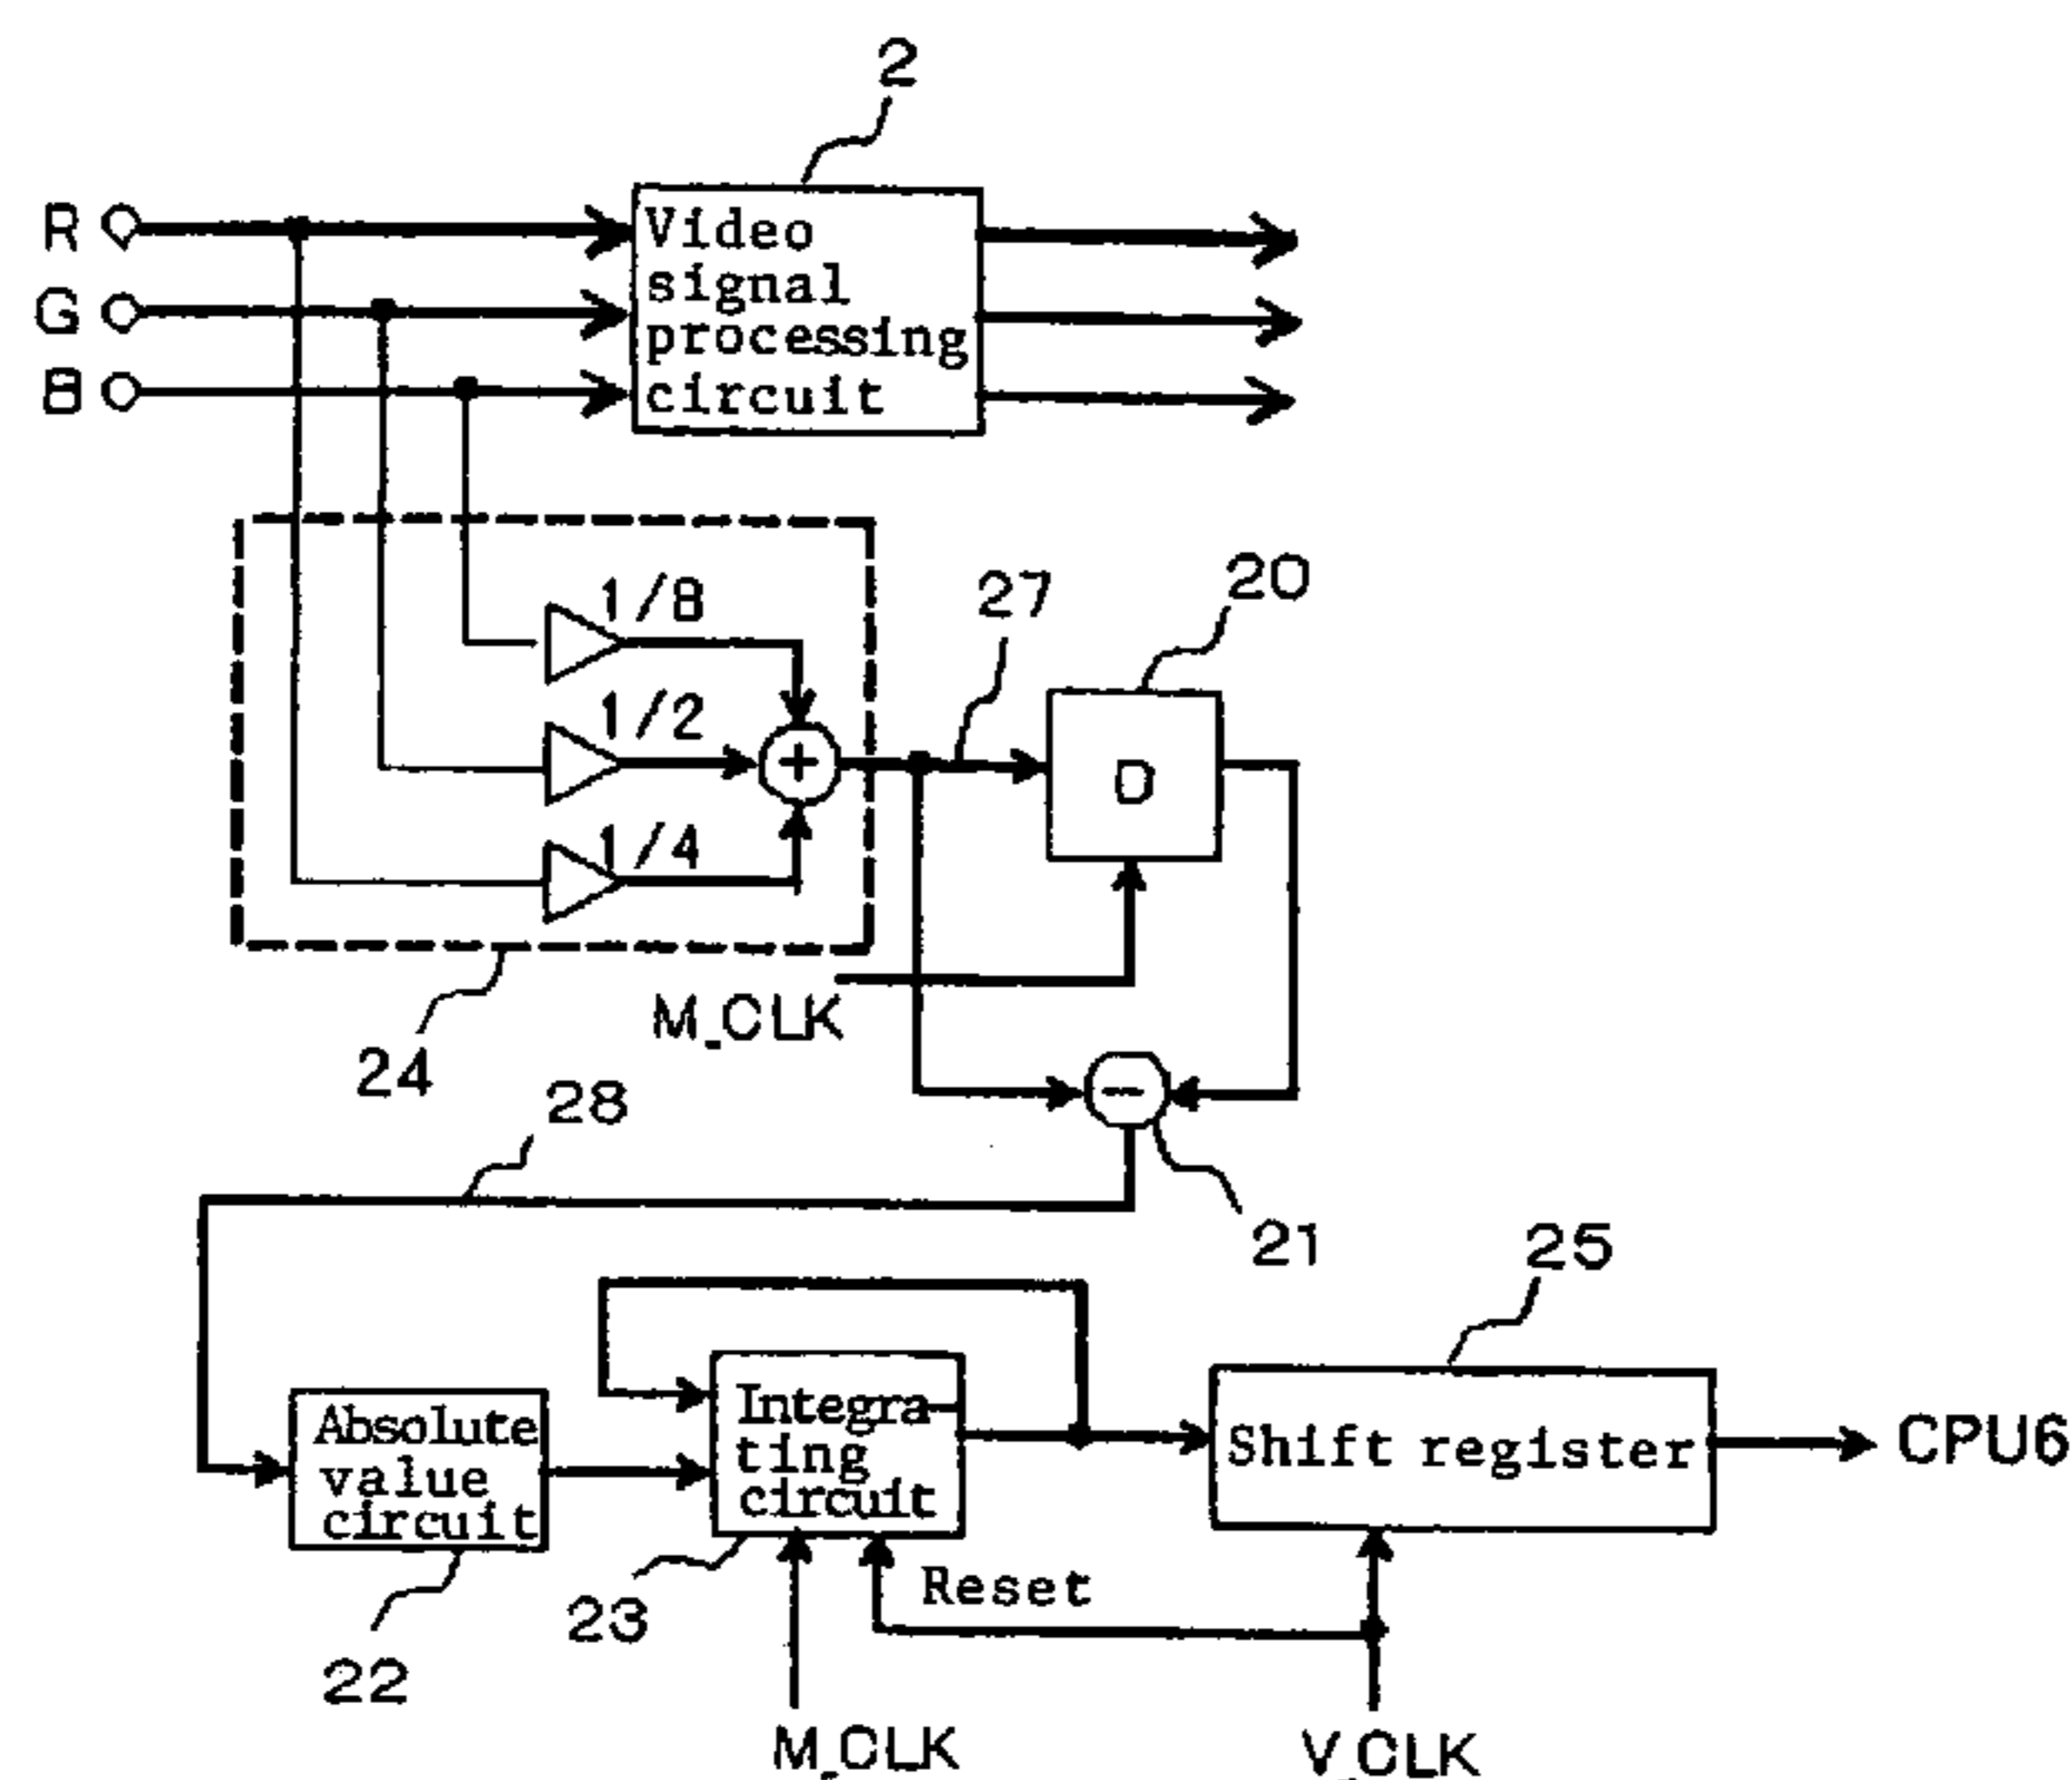 2
R
G
B
Video
signal
processing
circuit
1/8
1/2
1/4
+
27
20
D
M_CLK
24
28
-
21
25
Absolute
value
circuit
Integra-
ting
circuit
Shift register
CPU6
22
23
Reset
M_CLK
V_CLK